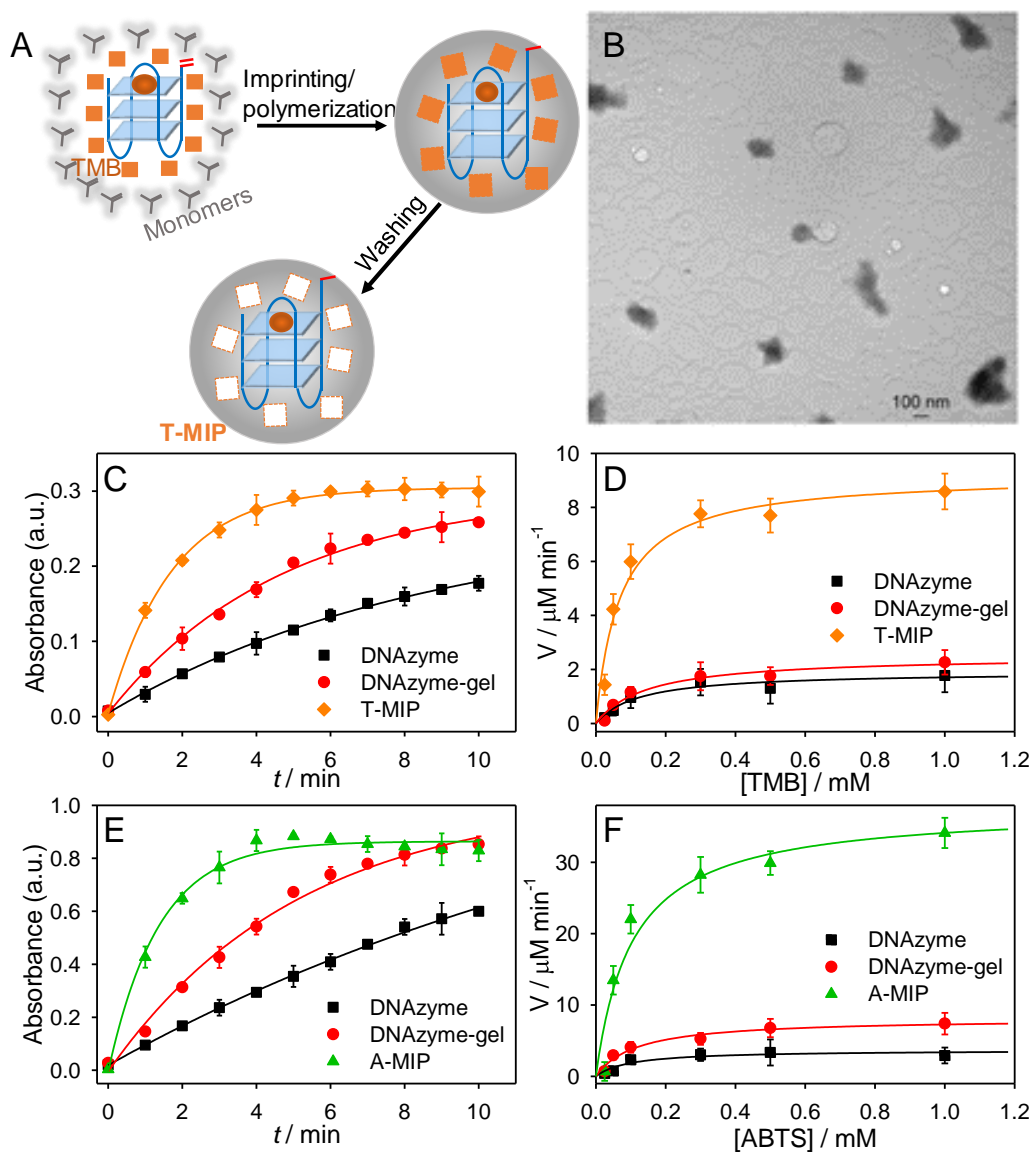 A
TMB
Monomers
Imprinting/
polymerization
Washing
T-MIP
B
100 nm
C
Absorbance (a.u.)
0.3
0.2
0.1
0.0
DNAzyme
DNAzyme-gel
T-MIP
0 2 4 6 8 10
t / min
D
V / μM min⁻¹
10
8
6
4
2
0
DNAzyme
DNAzyme-gel
T-MIP
0.0 0.2 0.4 0.6 0.8 1.0 1.2
[TMB] / mM
E
Absorbance (a.u.)
1.0
0.8
0.6
0.4
0.2
0.0
DNAzyme
DNAzyme-gel
A-MIP
0 2 4 6 8 10
t / min
F
V / μM min⁻¹
30
20
10
0
DNAzyme
DNAzyme-gel
A-MIP
0.0 0.2 0.4 0.6 0.8 1.0 1.2
[ABTS] / mM